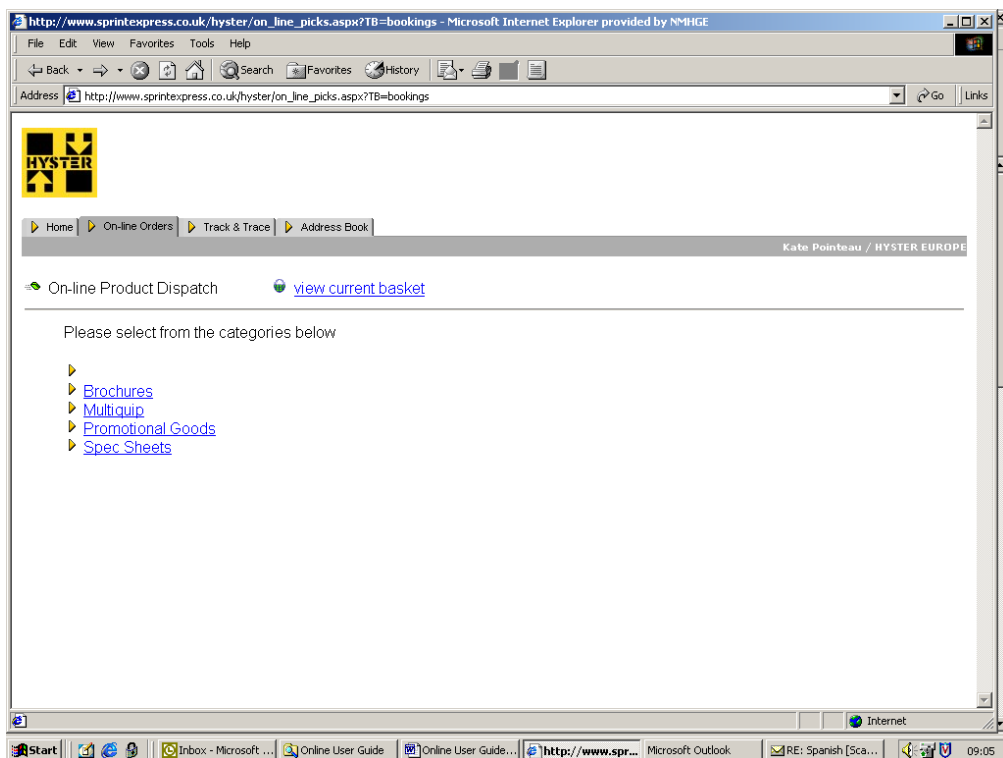 http://www.sprintexpress.co.uk/hyster/on_line_picks.aspx?TB=bookings - Microsoft Internet Explorer provided by NMHGE
File Edit View Favorites Tools Help
Back Search Favorites History
Address http://www.sprintexpress.co.uk/hyster/on_line_picks.aspx?TB=bookings Go Links
HYSTER
Home On-line Orders Track & Trace Address Book
Kate Pointeau / HYSTER EUROPE
On-line Product Dispatch view current basket
Please select from the categories below
Brochures
Multiquip
Promotional Goods
Spec Sheets
Internet
Start Inbox - Microsoft ... Online User Guide Online User Guide... http://www.spr... Microsoft Outlook RE: Spanish [Sca... 09:05